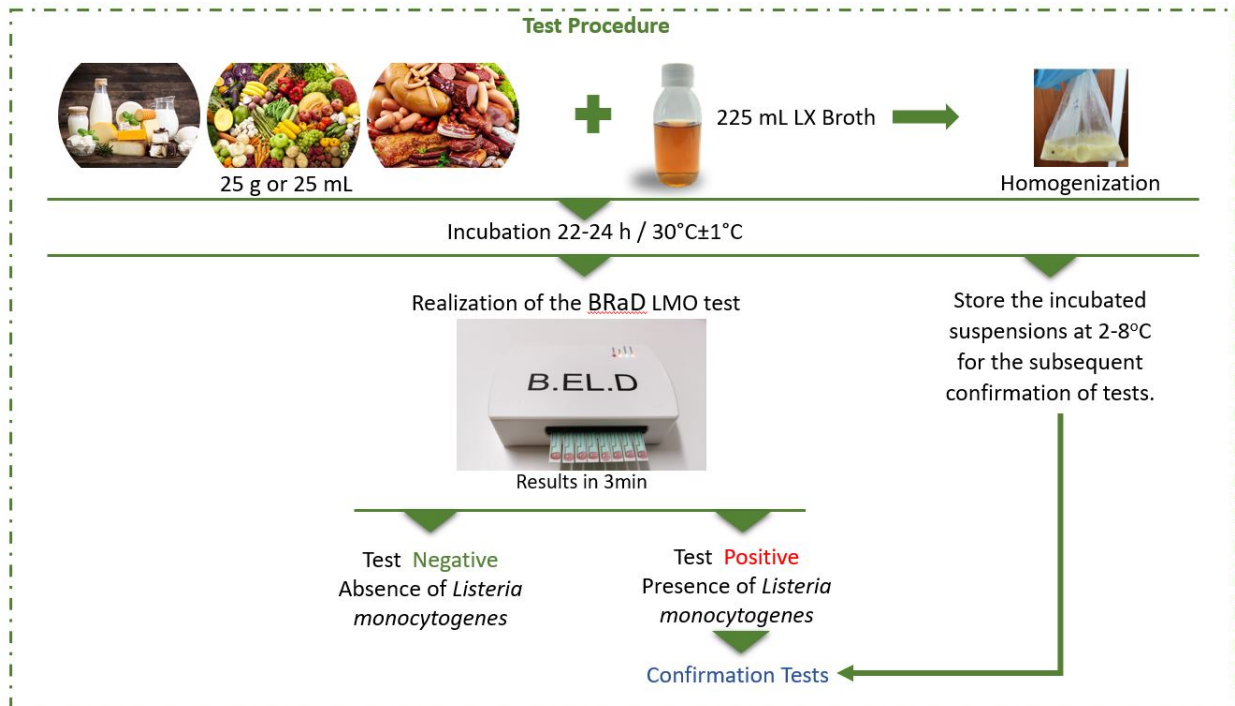 Test Procedure
225 mL LX Broth
25 g or 25 mL
Homogenization
Incubation 22-24 h / 30°C±1°C
Realization of the BRaD LMO test
B.EL.D
Results in 3min
Store the incubated
suspensions at 2-8°C
for the subsequent
confirmation of tests.
Test Negative
Absence of Listeria
monocytogenes
Test Positive
Presence of Listeria
monocytogenes
Confirmation Tests